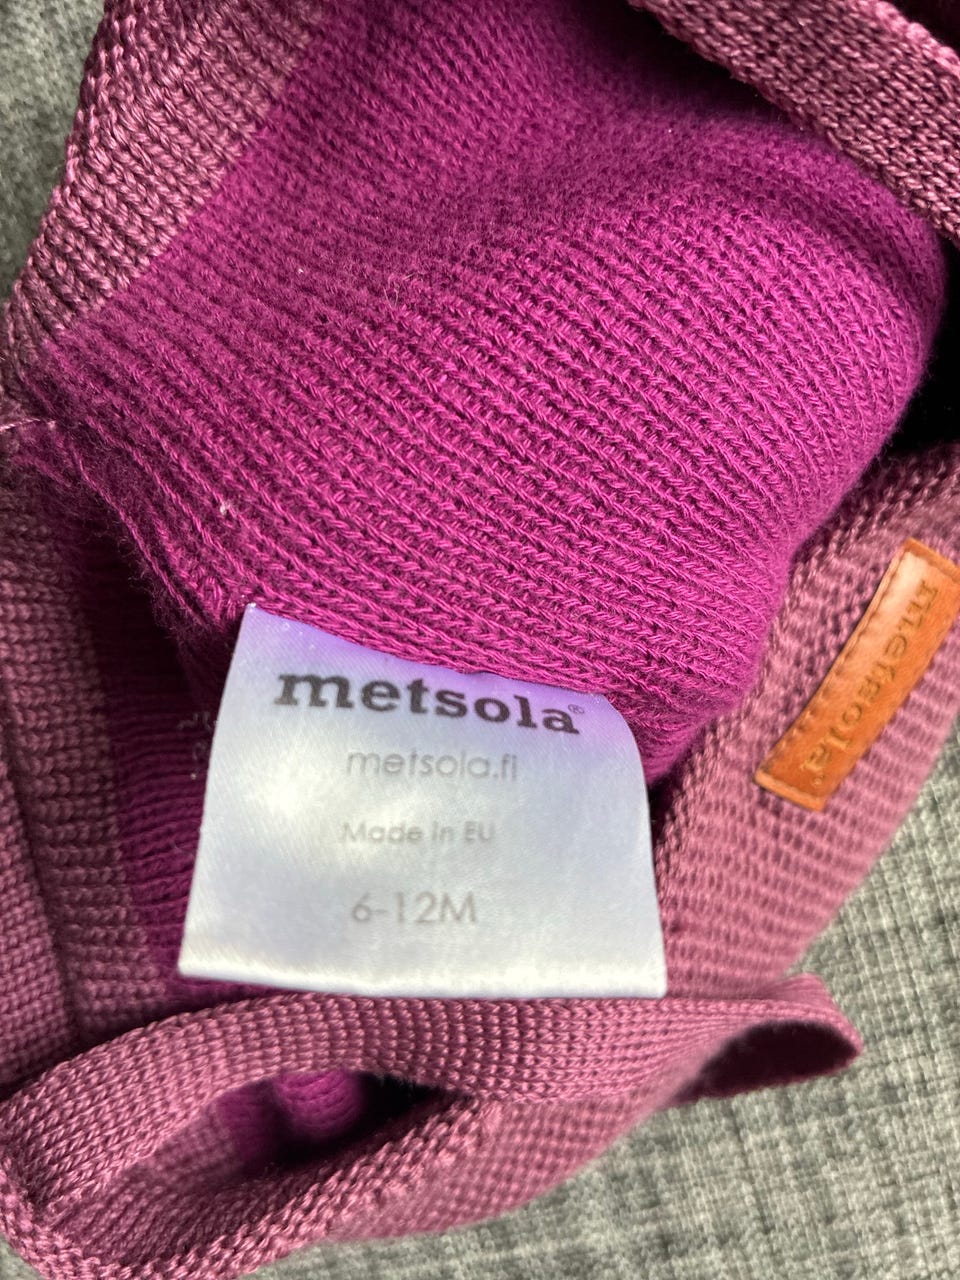 metsola®
metsola.fi
Made in EU
6-12M
metsola